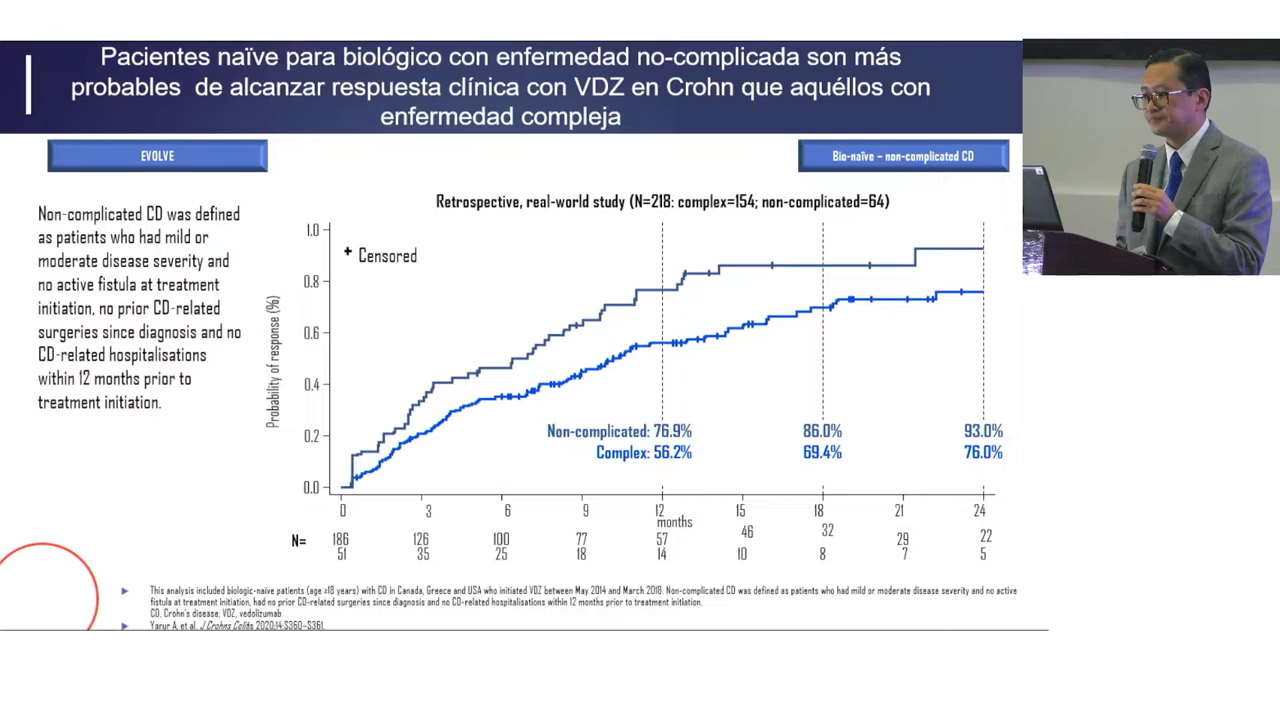 Pacientes naïve para biológico con enfermedad no-complicada son más
probables de alcanzar respuesta clínica con VDZ en Crohn que aquéllos con
enfermedad compleja
EVOLVE
Bio-naïve – non-complicated CD
Non-complicated CD was defined
as patients who had mild or
moderate disease severity and
no active fistula at treatment
initiation, no prior CD-related
surgeries since diagnosis and no
CD-related hospitalisations
within 12 months prior to
treatment initiation.
Retrospective, real-world study (N=218: complex=154; non-complicated=64)
+ Censored
Probability of response (%)
1.0
0.8
0.6
0.4
0.2
0.0
Non-complicated: 76.9% 86.0% 93.0%
Complex: 56.2% 69.4% 76.0%
0 3 6 9 12 15 18 21 24
months
N= 186 126 100 77 57 46 32 29 22
51 35 25 18 14 10 8 7 5
This analysis included biologic-naïve patients (age ≥18 years) with CD in Canada, Greece and USA who initiated VDZ between May 2014 and March 2018. Non-complicated CD was defined as patients who had mild or moderate disease severity and no active
fistula at treatment initiation, had no prior CD-related surgeries since diagnosis and no CD-related hospitalisations within 12 months prior to treatment initiation.
CD, Crohn's disease; VDZ, vedolizumab.
Yarur A, et al. J Crohns Colitis 2020;14:S360–S361.